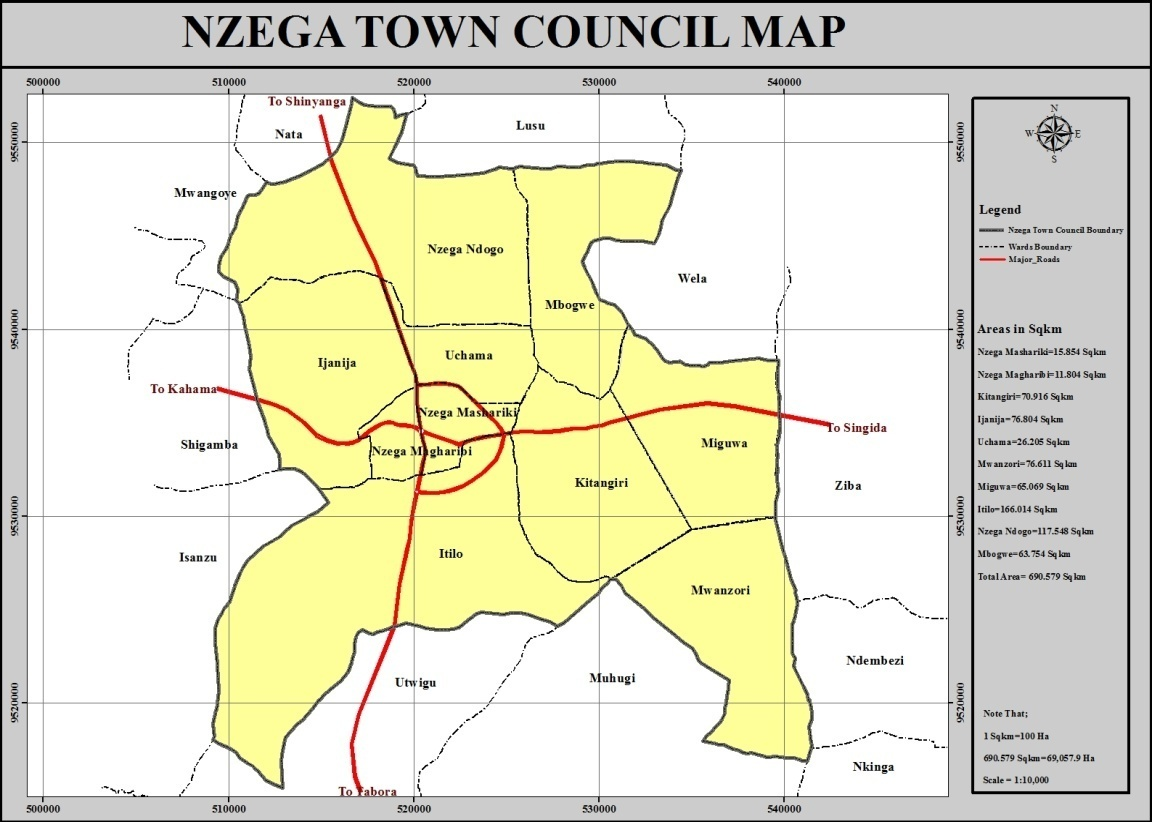 NZEGA TOWN COUNCIL MAP
500000 510000 520000 530000 540000
To Shinyanga
Nata
Lusu
9550000
9550000
Mwangoye
Nzega Ndogo
Wela
Mbogwe
9540000
9540000
Ijanija
Uchama
To Kahama
Nzega Mashariki
To Singida
Shigamba
Nzega Magharibi
Miguwa
Kitangiri
Ziba
9530000
9530000
Isanzu
Itilo
Mwanzori
Ndembezi
Utwigu
Muhugi
9520000
9520000
Nkinga
To Tabora
500000 510000 520000 530000 540000
N
W E
S
Legend
Nzega Town Council Boundary
Wards Boundary
Major_Roads
Areas in Sqkm
Nzega Mashariki=15.854 Sqkm
Nzega Magharibi=11.804 Sqkm
Kitangiri=70.916 Sqkm
Ijanija=76.804 Sqkm
Uchama=26.205 Sqkm
Mwanzori=76.611 Sqkm
Miguwa=65.069 Sqkm
Itilo=166.014 Sqkm
Nzega Ndogo=117.548 Sqkm
Mbogwe=63.754 Sqkm
Total Area= 690.579 Sqkm
Note That;
1 Sqkm=100 Ha
690.579 Sqkm=69,057.9 Ha
Scale = 1:10,000